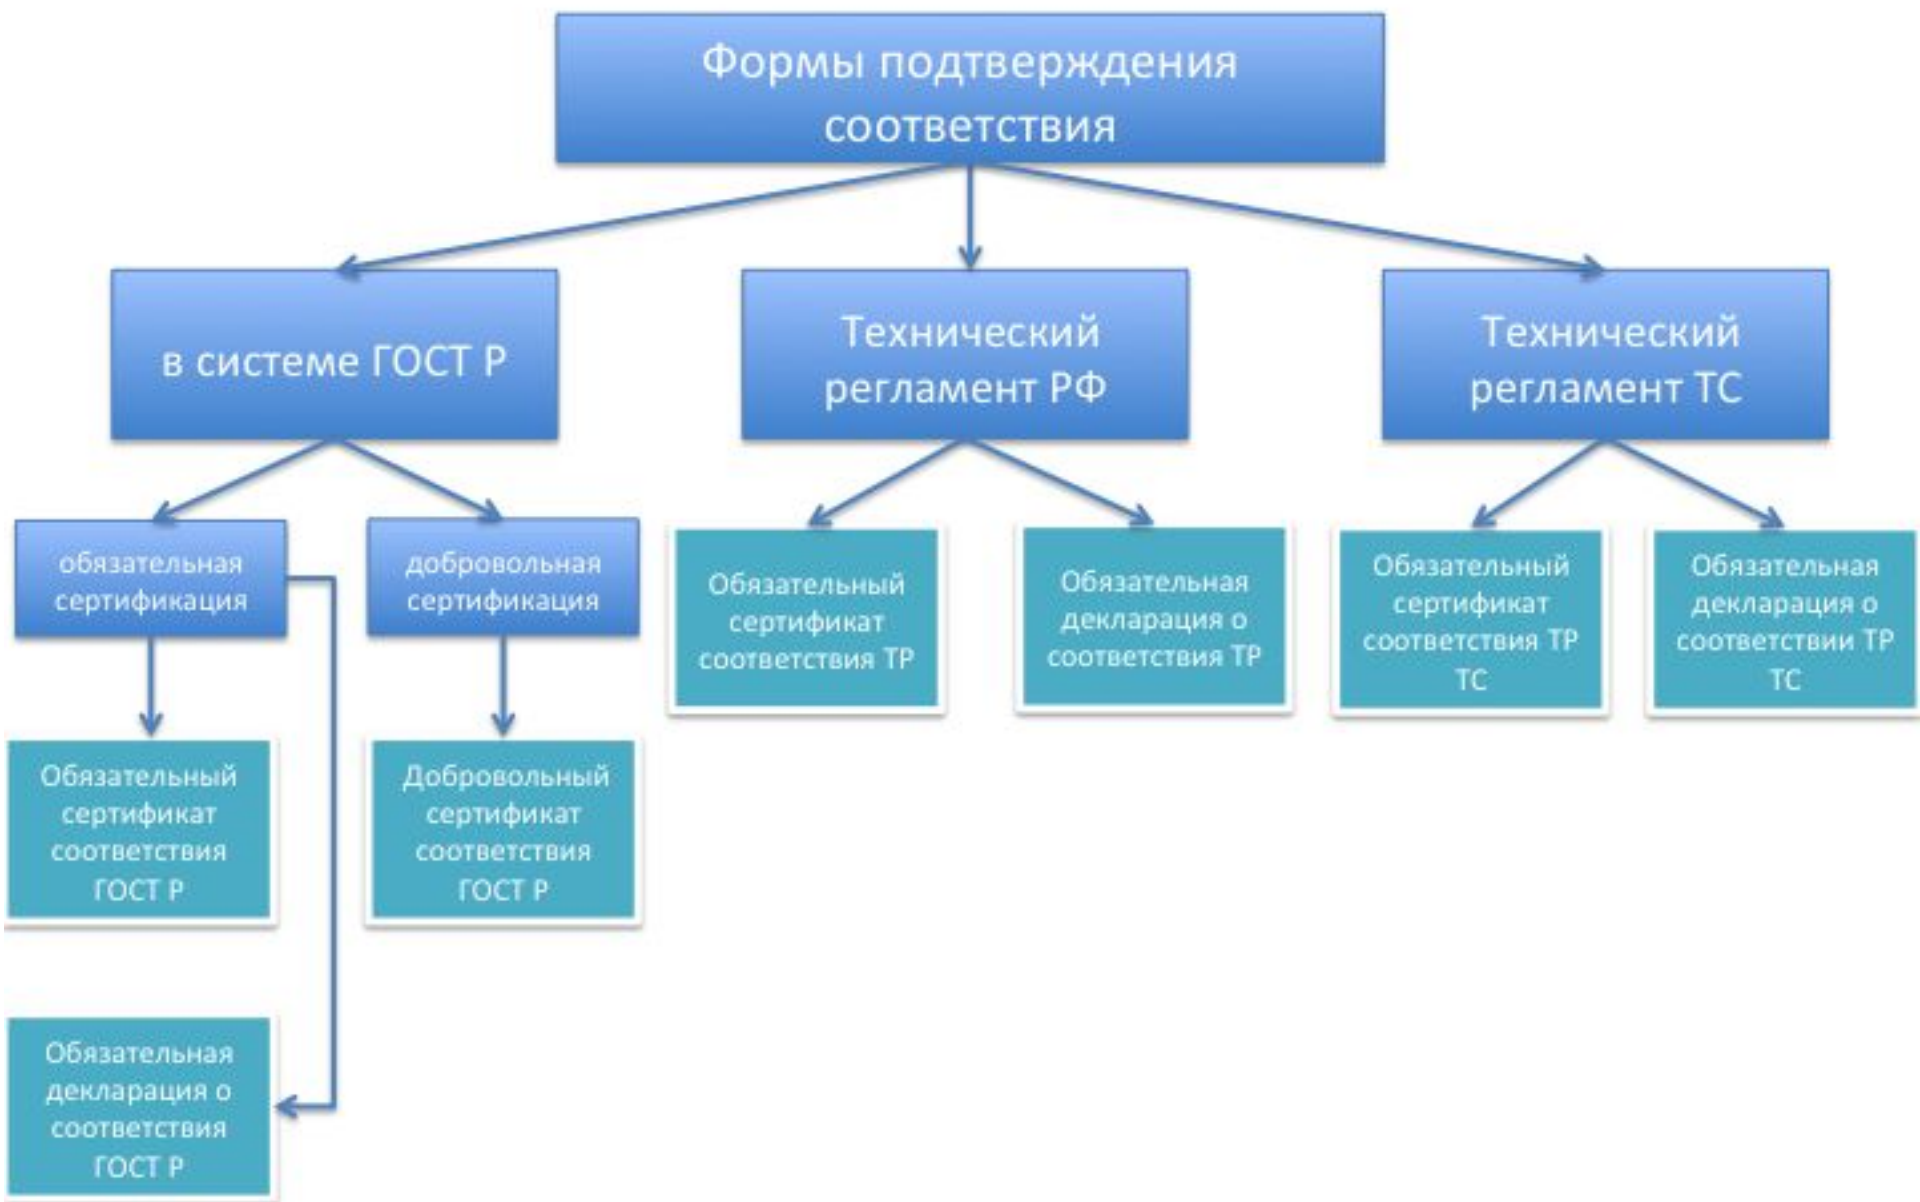 Формы подтверждения
соответствия
в системе ГОСТ Р
Технический
регламент РФ
Технический
регламент ТС
обязательная
сертификация
добровольная
сертификация
Обязательный
сертификат
соответствия ТР
Обязательная
декларация о
соответствия ТР
Обязательный
сертификат
соответствия ТР
ТС
Обязательная
декларация о
соответствии ТР
ТС
Обязательный
сертификат
соответствия
ГОСТ Р
Добровольный
сертификат
соответствия
ГОСТ Р
Обязательная
декларация о
соответствия
ГОСТ Р